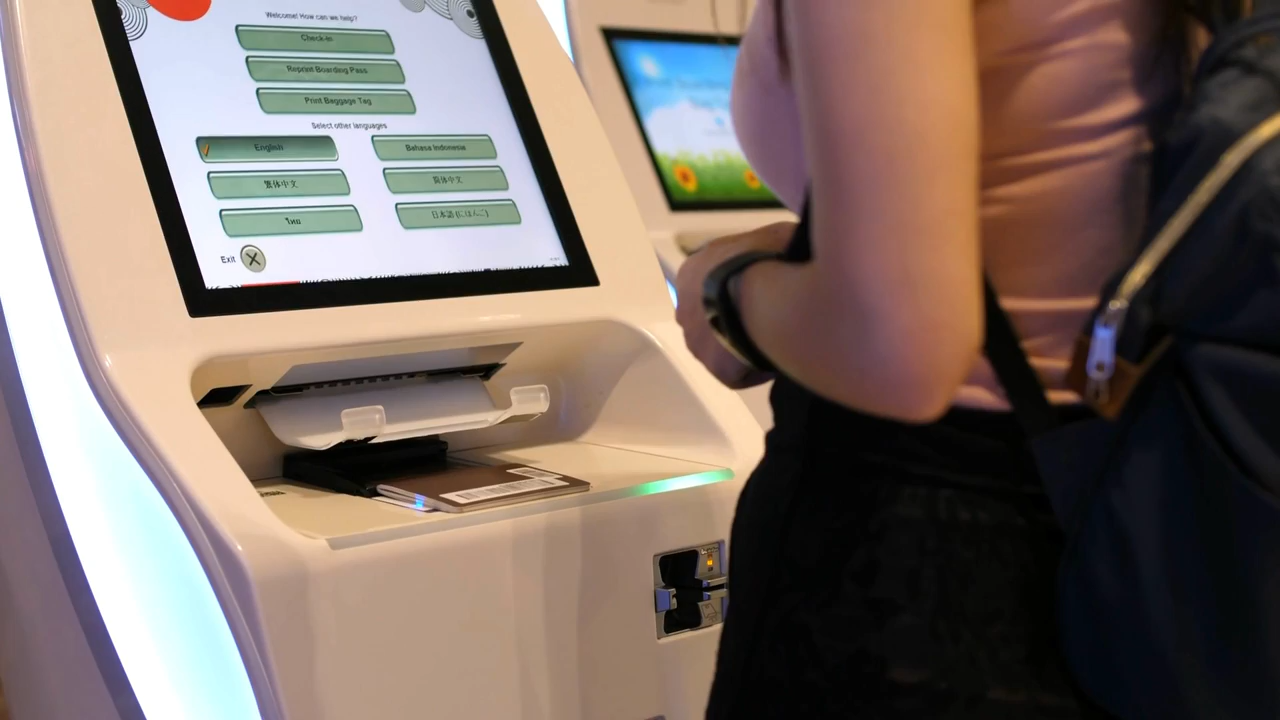 Welcome! How can we help?
Check-in
Reprint Boarding Pass
Print Baggage Tag
Select other languages
English
Bahasa Indonesia
繁体中文
简体中文
ไทย
日本語 (にほんご)
Exit